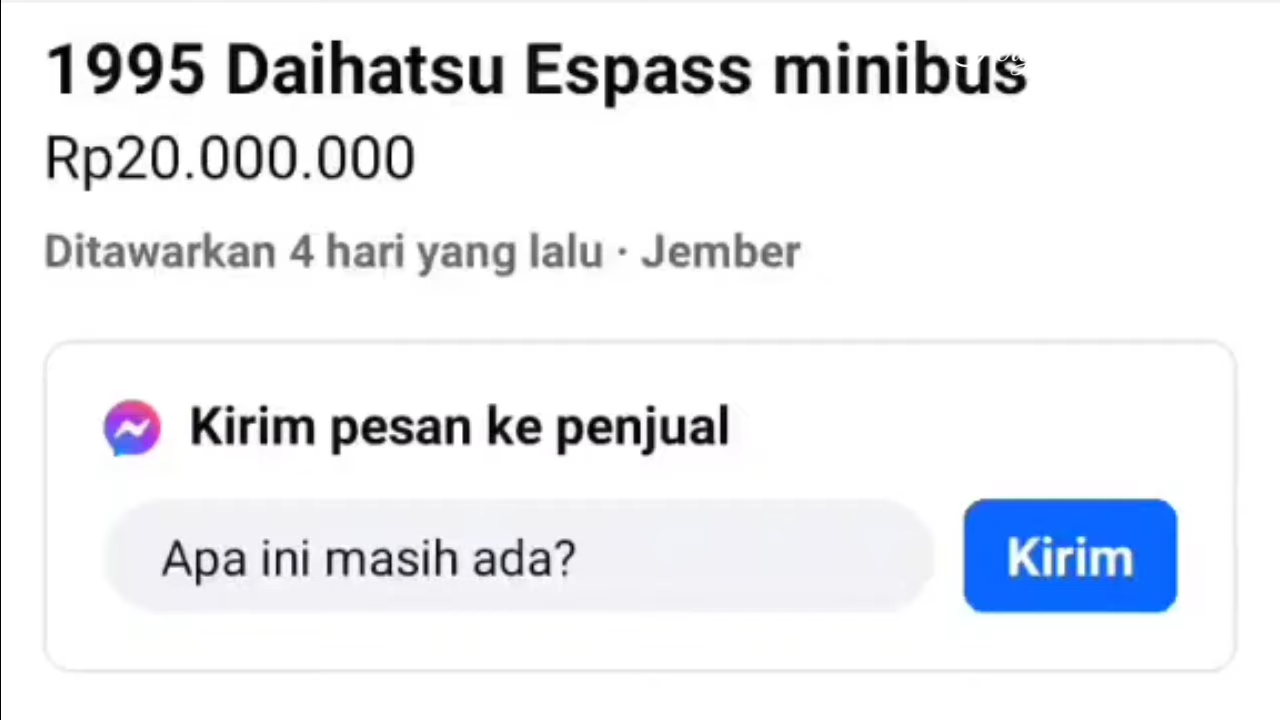 1995 Daihatsu Espass minibus
Rp20.000.000
Ditawarkan 4 hari yang lalu · Jember
Kirim pesan ke penjual
Apa ini masih ada?
Kirim